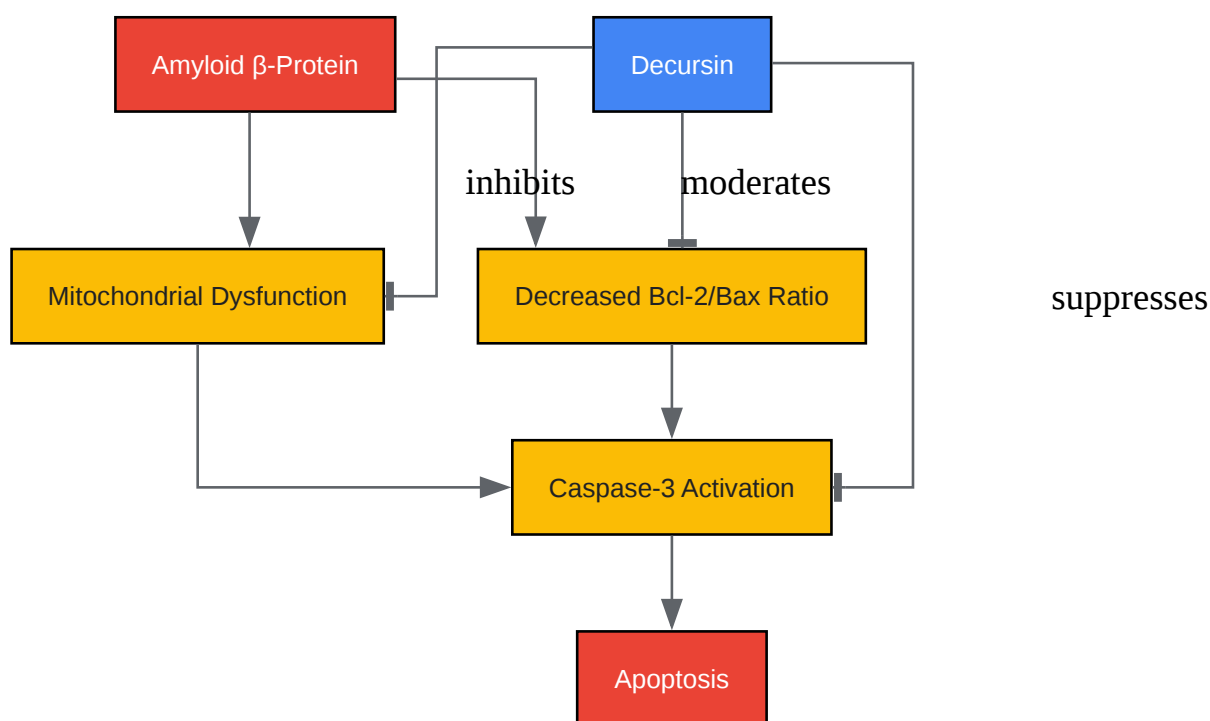 Amyloid β-Protein
Decursin
inhibits
moderates
Mitochondrial Dysfunction
Decreased Bcl-2/Bax Ratio
suppresses
Caspase-3 Activation
Apoptosis